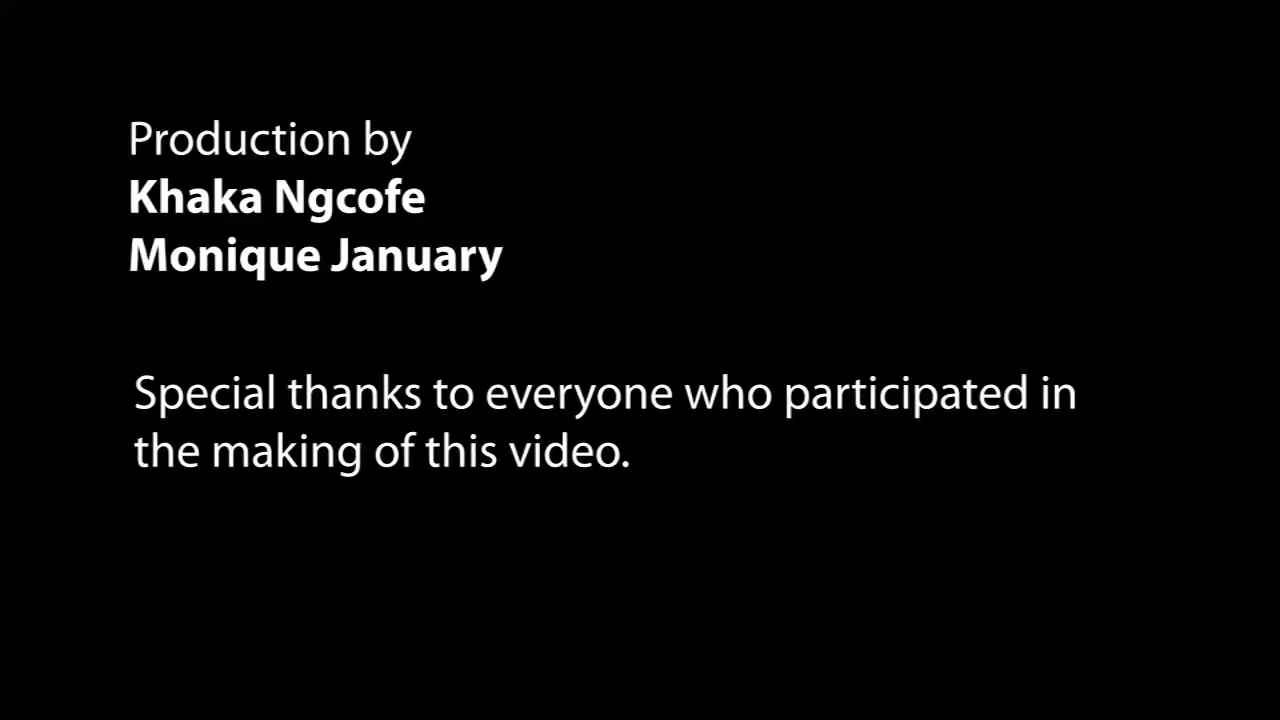 Production by
Khaka Ngcofe
Monique January
Special thanks to everyone who participated in
the making of this video.